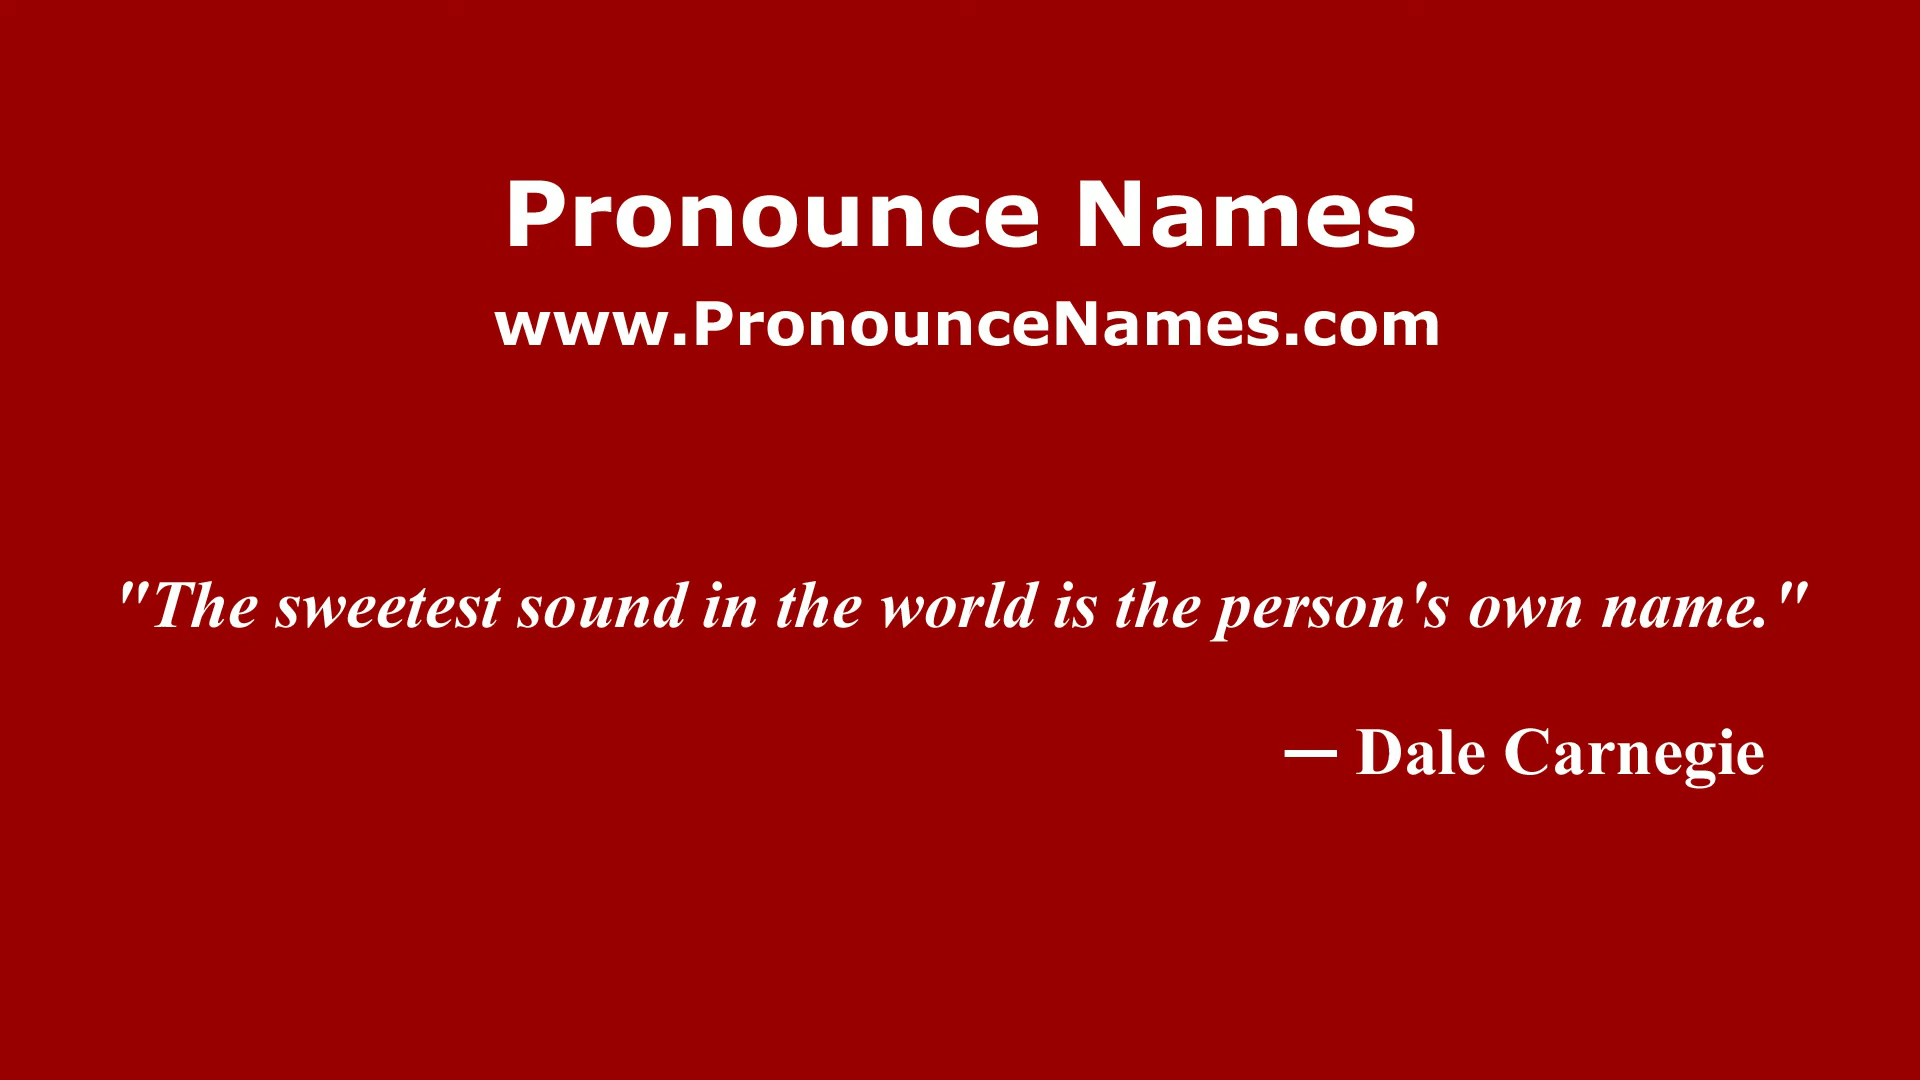 Pronounce Names
www.PronounceNames.com
"The sweetest sound in the world is the person's own name."
— Dale Carnegie